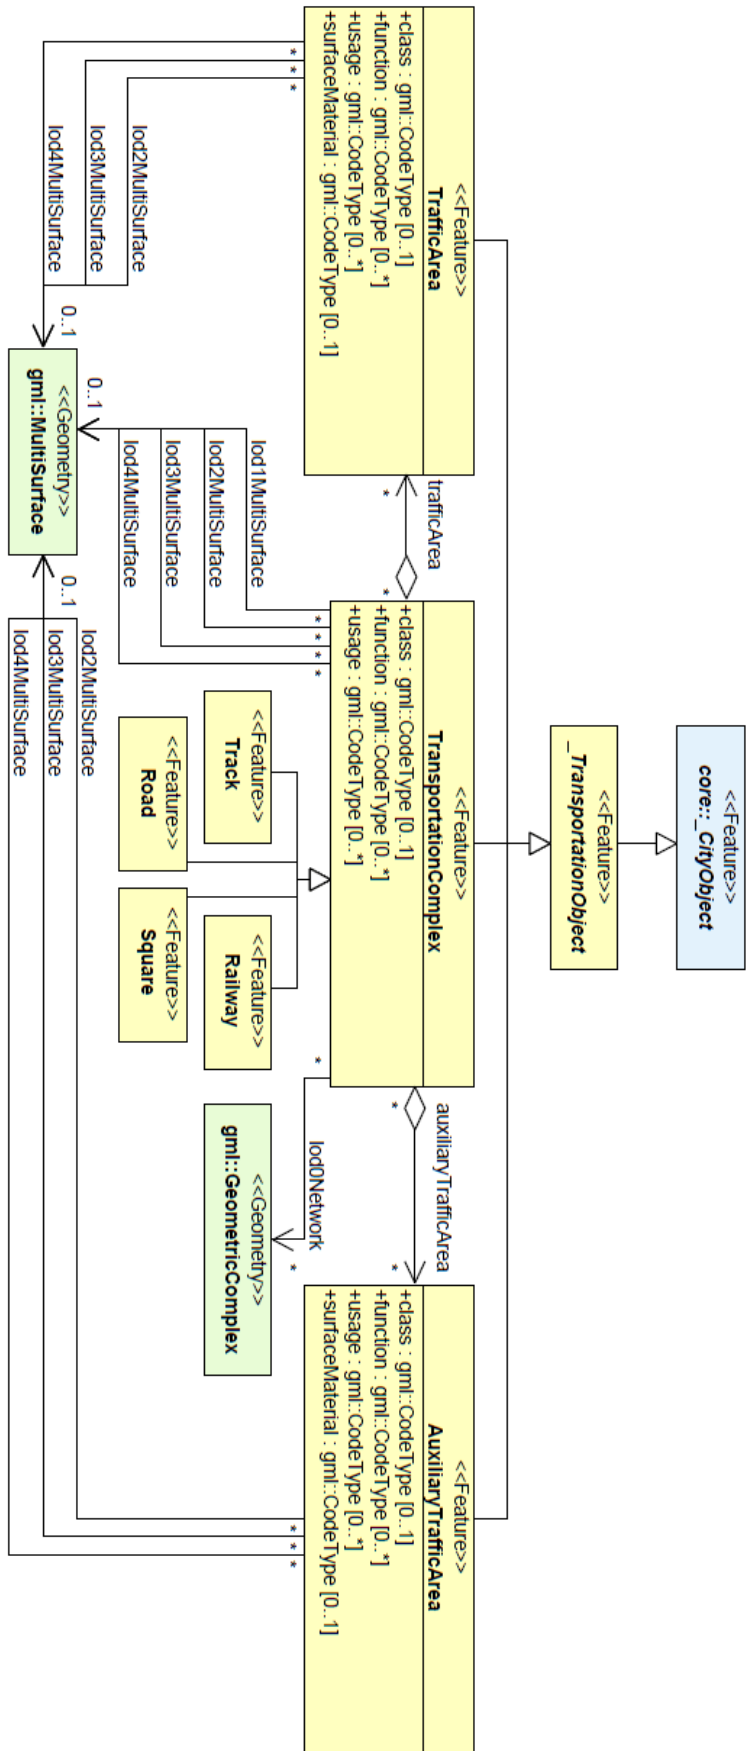 <<Feature>>
core::_CityObject
<<Feature>>
_TransportationObject
<<Feature>>
TrafficArea
+class : gml::CodeType [0..1]
+function : gml::CodeType [0..*]
+usage : gml::CodeType [0..*]
+surfaceMaterial : gml::CodeType [0..1]
trafficArea
*
*
<<Feature>>
TransportationComplex
+class : gml::CodeType [0..1]
+function : gml::CodeType [0..*]
+usage : gml::CodeType [0..*]
auxiliaryTrafficArea
*
*
<<Feature>>
AuxiliaryTrafficArea
+class : gml::CodeType [0..1]
+function : gml::CodeType [0..*]
+usage : gml::CodeType [0..*]
+surfaceMaterial : gml::CodeType [0..1]
* * *
lod2MultiSurface
lod3MultiSurface
lod4MultiSurface
0..1
* * * *
lod1MultiSurface
lod2MultiSurface
lod3MultiSurface
lod4MultiSurface
0..1
<<Feature>>
Track
<<Feature>>
Railway
<<Feature>>
Road
<<Feature>>
Square
*
lod0Network
*
<<Geometry>>
gml::GeometricComplex
* * *
<<Geometry>>
gml::MultiSurface
0..1
lod2MultiSurface
lod3MultiSurface
lod4MultiSurface